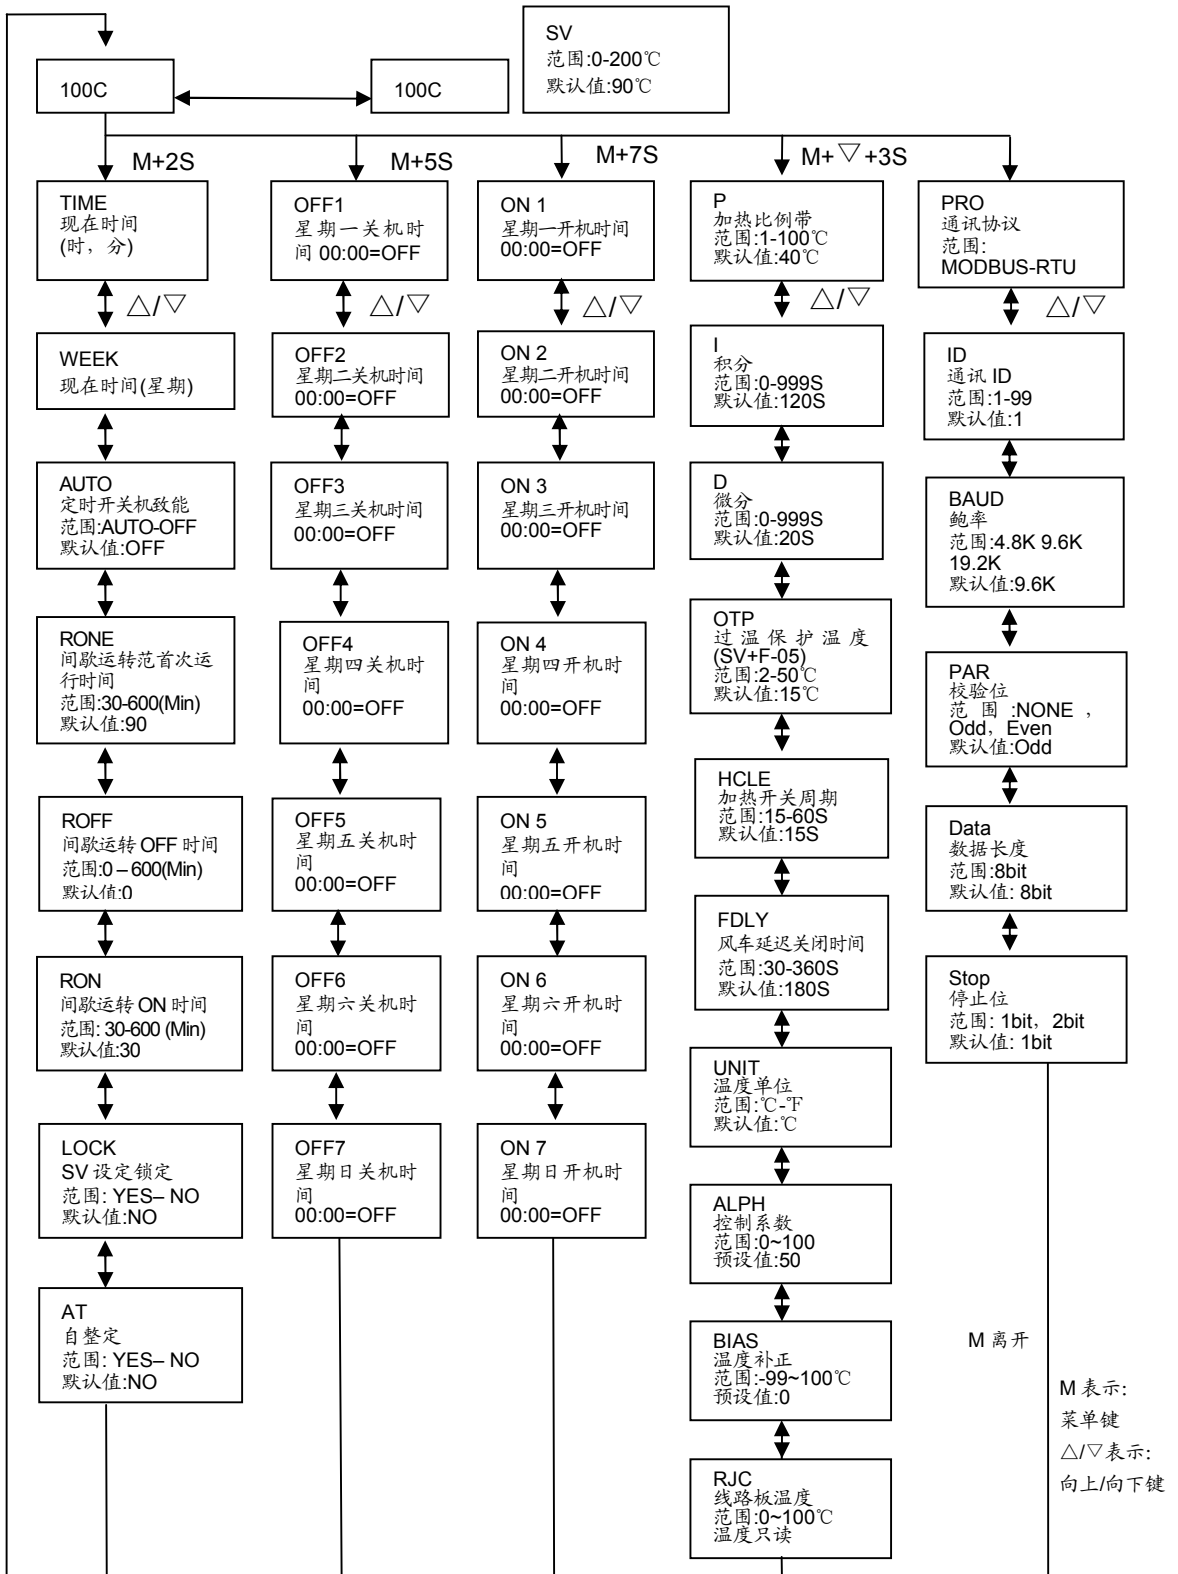 SV
范围:0-200℃
默认值:90℃
100C
100C
M+2S
M+5S
M+7S
M+▽+3S
TIME
现在时间
(时，分)
△/▽
WEEK
现在时间(星期)
AUTO
定时开关机致能
范围:AUTO-OFF
默认值:OFF
RONE
间歇运转范首次运
行时间
范围:30-600(Min)
默认值:90
ROFF
间歇运转 OFF 时间
范围:0－600(Min)
默认值:0
RON
间歇运转 ON 时间
范围: 30-600 (Min)
默认值:30
LOCK
SV 设定锁定
范围: YES– NO
默认值:NO
AT
自整定
范围: YES– NO
默认值:NO
OFF1
星期一关机时
间 00:00=OFF
△/▽
OFF2
星期二关机时间
00:00=OFF
OFF3
星期三关机时间
00:00=OFF
OFF4
星期四关机时
间
00:00=OFF
OFF5
星期五关机时
间
00:00=OFF
OFF6
星期六关机时
间
00:00=OFF
OFF7
星期日关机时
间
00:00=OFF
ON 1
星期一开机时间
00:00=OFF
△/▽
ON 2
星期二开机时间
00:00=OFF
ON 3
星期三开机时间
00:00=OFF
ON 4
星期四开机时
间
00:00=OFF
ON 5
星期五开机时
间
00:00=OFF
ON 6
星期六开机时
间
00:00=OFF
ON 7
星期日开机时
间
00:00=OFF
P
加热比例带
范围:1-100℃
默认值:40℃
△/▽
I
积分
范围:0-999S
默认值:120S
D
微分
范围:0-999S
默认值:20S
OTP
过温保护温度
(SV+F-05)
范围:2-50℃
默认值:15℃
HCLE
加热开关周期
范围:15-60S
默认值:15S
FDLY
风车延迟关闭时间
范围:30-360S
默认值:180S
UNIT
温度单位
范围:℃-℉
默认值:℃
ALPH
控制系数
范围:0~100
预设值:50
BIAS
温度补正
范围:-99~100℃
预设值:0
RJC
线路板温度
范围:0~100℃
温度只读
PRO
通讯协议
范围:
MODBUS-RTU
△/▽
ID
通讯 ID
范围:1-99
默认值:1
BAUD
鲍率
范围:4.8K 9.6K
19.2K
默认值:9.6K
PAR
校验位
范围:NONE，
Odd，Even
默认值:Odd
Data
数据长度
范围:8bit
默认值: 8bit
Stop
停止位
范围: 1bit，2bit
默认值: 1bit
M 离开
M 表示:
菜单键
△/▽表示:
向上/向下键